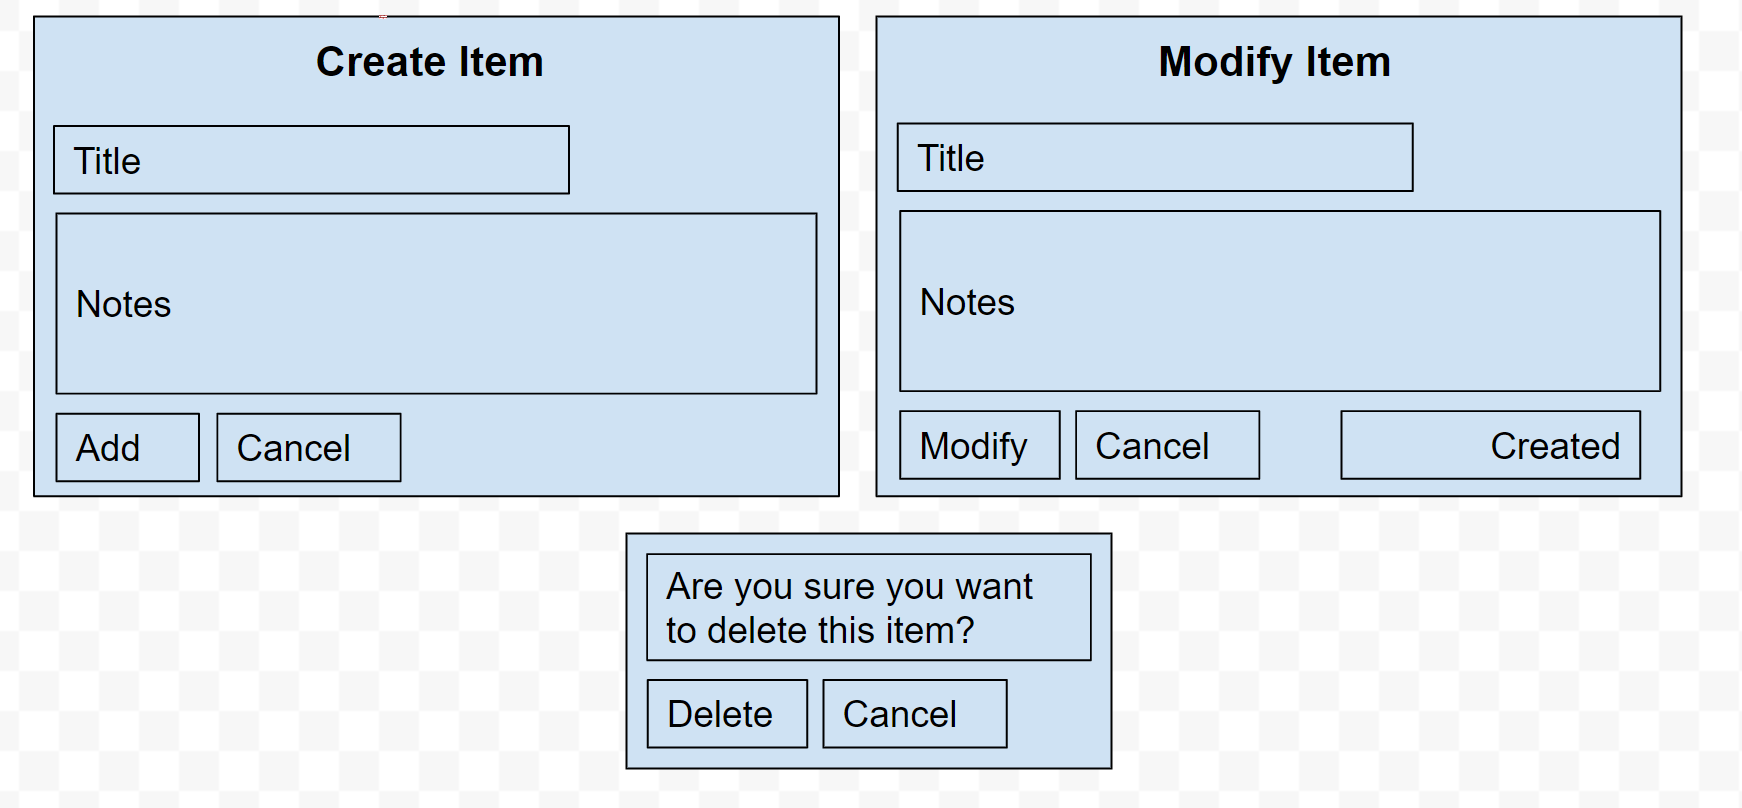 Create Item
Title
Notes
Add
Cancel
Modify Item
Title
Notes
Modify
Cancel
Created
Are you sure you want
to delete this item?
Delete
Cancel